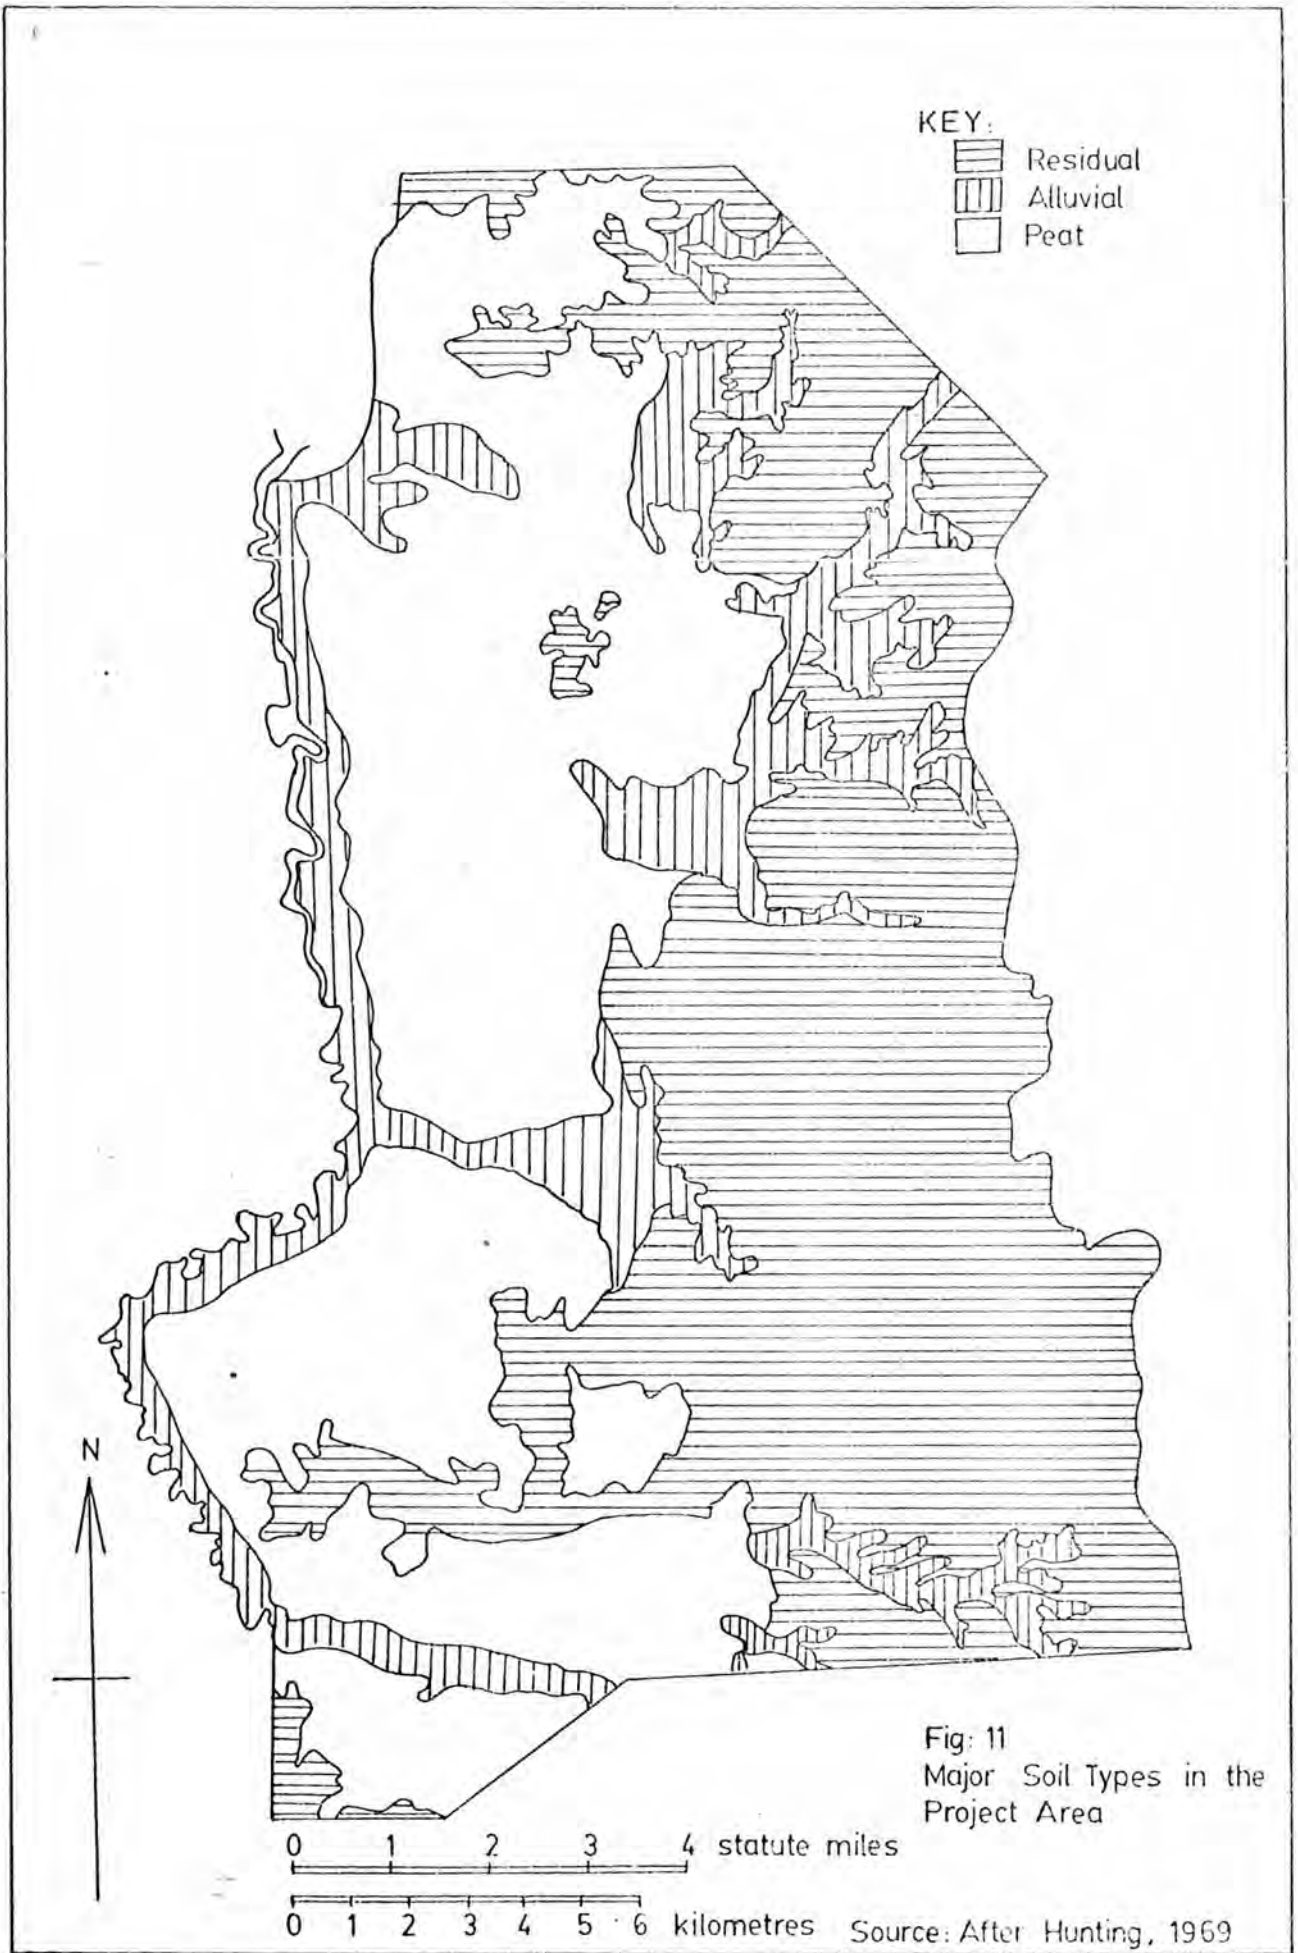 KEY:
Residual
Alluvial
Peat
N
Fig: 11
Major Soil Types in the
Project Area
0 1 2 3 4 statute miles
0 1 2 3 4 5 6 kilometres
Source: After Hunting, 1969